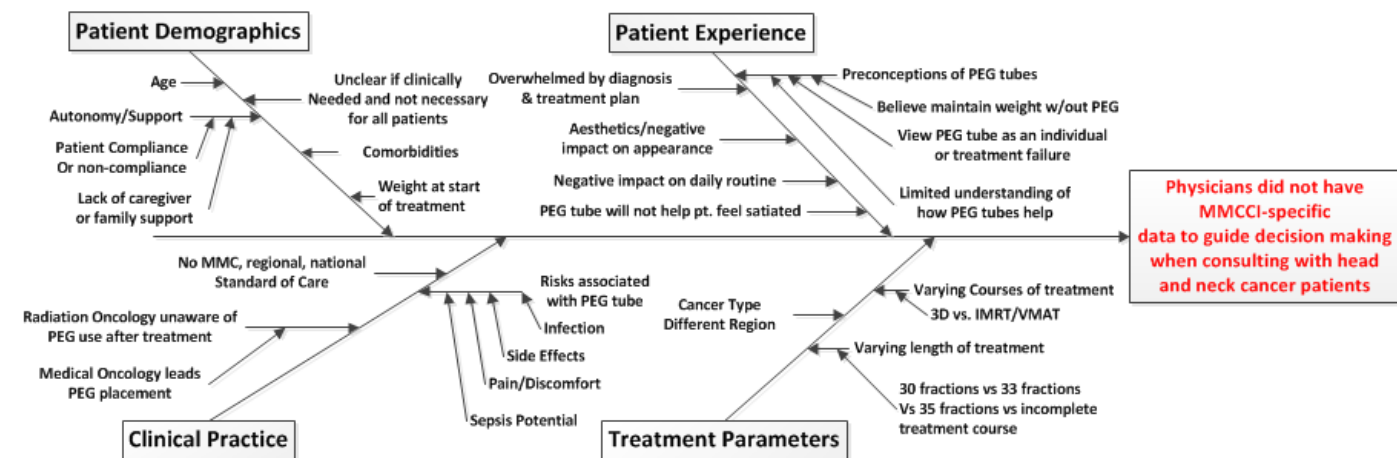 Patient Demographics
Age
Unclear if clinically
Needed and not necessary
for all patients
Autonomy/Support
Patient Compliance
Or non-compliance
Comorbidities
Lack of caregiver
or family support
Weight at start
of treatment
Patient Experience
Overwhelmed by diagnosis
& treatment plan
Preconceptions of PEG tubes
Believe maintain weight w/out PEG
View PEG tube as an individual
or treatment failure
Limited understanding of
how PEG tubes help
Aesthetics/negative
impact on appearance
Negative impact on daily routine
PEG tube will not help pt. feel satiated
Physicians did not have
MMCCI-specific
data to guide decision making
when consulting with head
and neck cancer patients
No MMC, regional, national
Standard of Care
Radiation Oncology unaware of
PEG use after treatment
Medical Oncology leads
PEG placement
Risks associated
with PEG tube
Infection
Side Effects
Pain/Discomfort
Sepsis Potential
Clinical Practice
Cancer Type
Different Region
Varying Courses of treatment
3D vs. IMRT/VMAT
Varying length of treatment
30 fractions vs 33 fractions
Vs 35 fractions vs incomplete
treatment course
Treatment Parameters